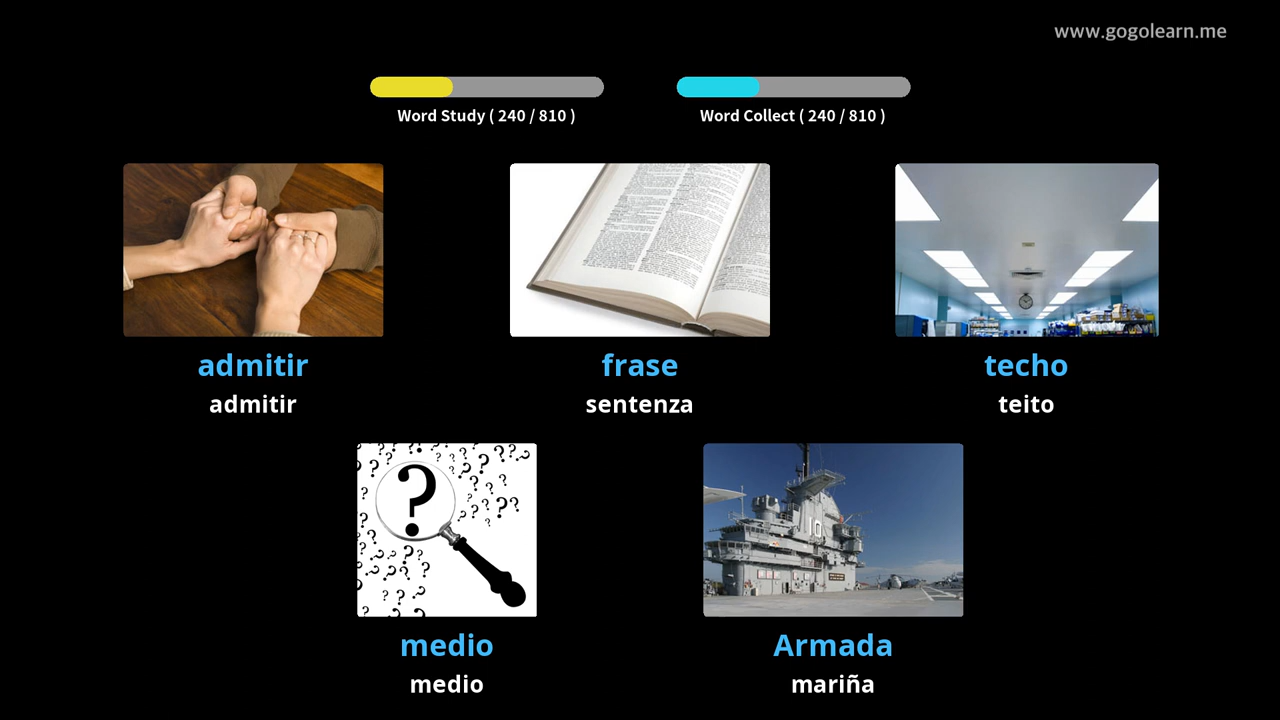 www.gogolearn.me
Word Study ( 240 / 810 )
Word Collect ( 240 / 810 )
admitir
admitir
frase
sentenza
techo
teito
medio
medio
Armada
mariña